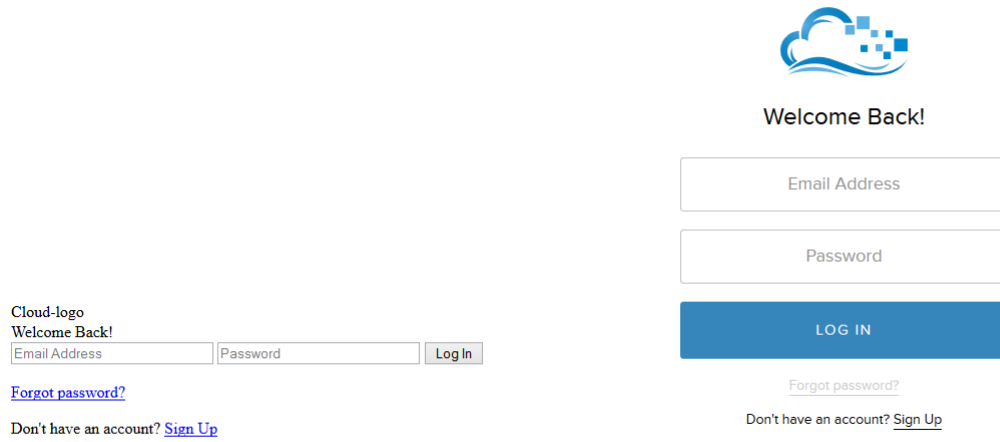 Cloud-logo
Welcome Back!
Email Address Password Log In
Forgot password?
Don't have an account? Sign Up
Welcome Back!
Email Address
Password
LOG IN
Forgot password?
Don't have an account? Sign Up